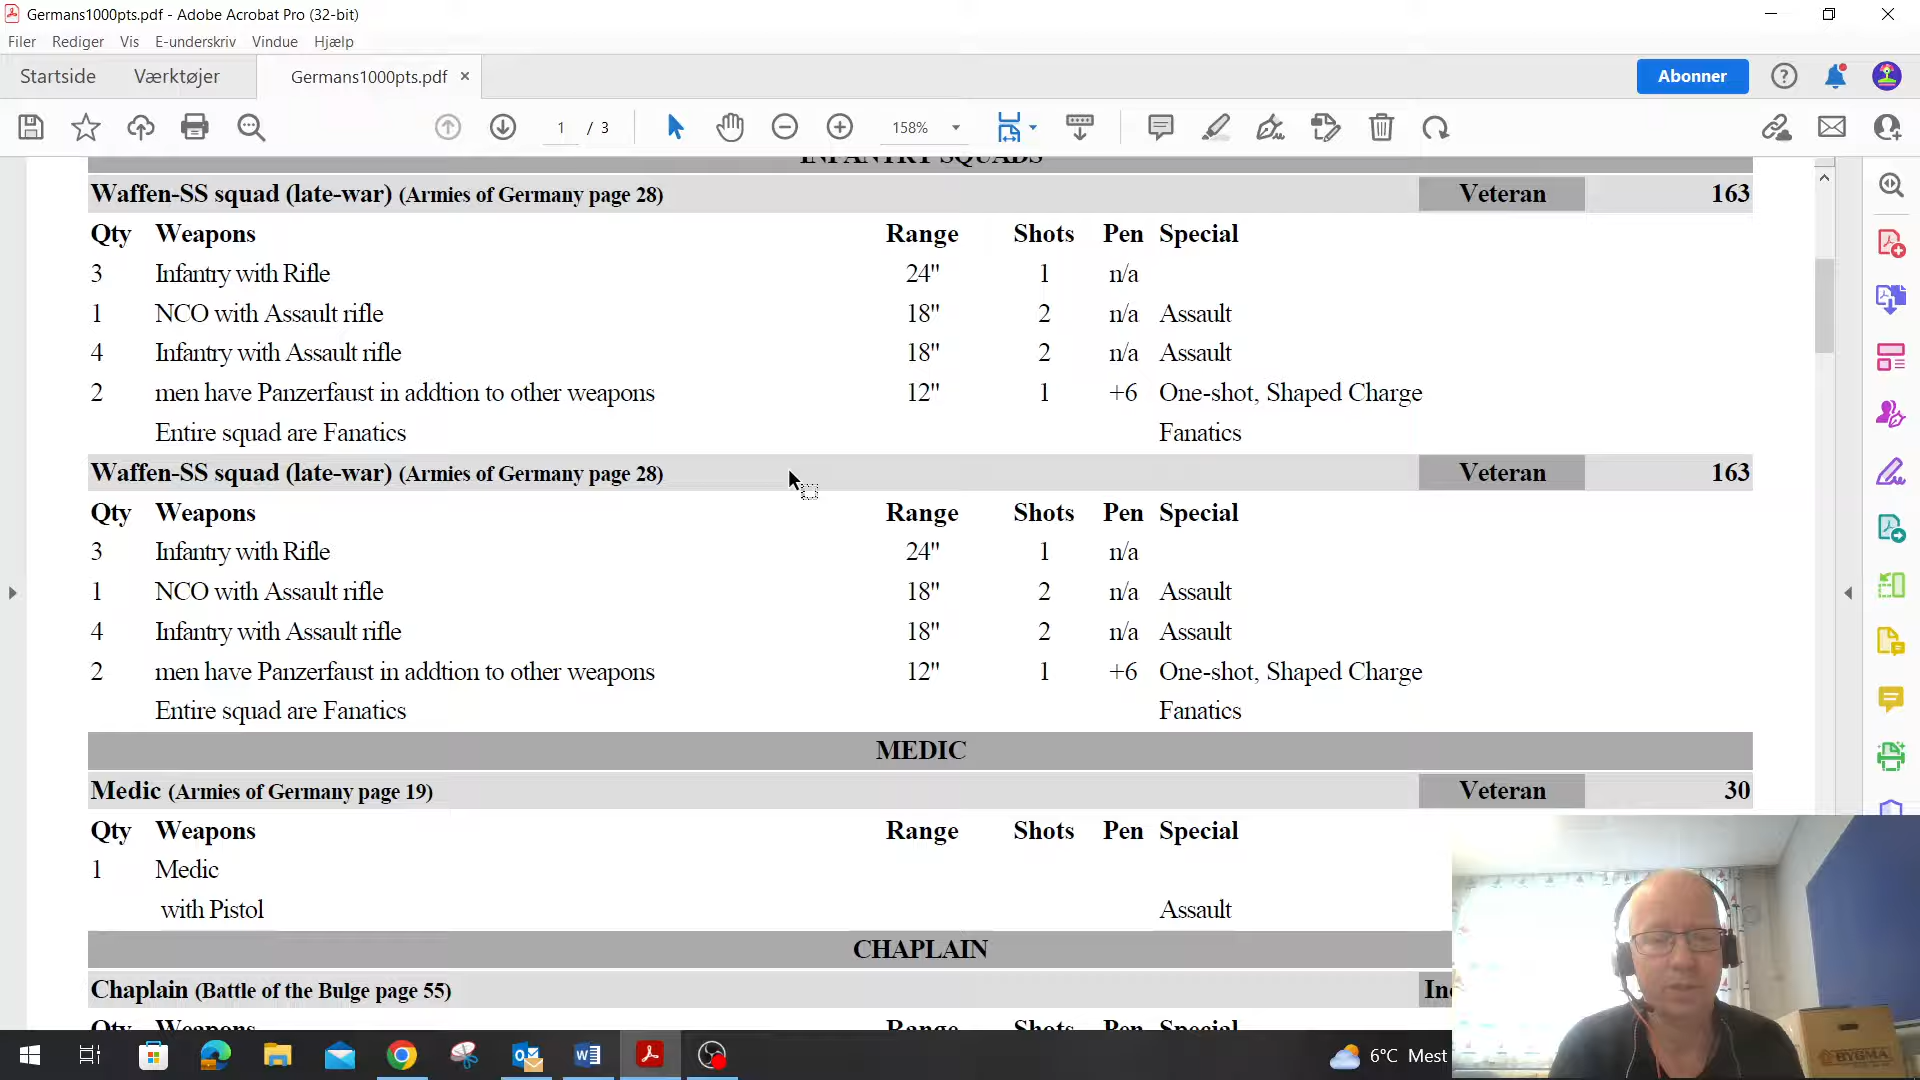 Germans1000pts.pdf - Adobe Acrobat Pro (32-bit)
Filer Rediger Vis E-underskriv Vindue Hjælp
Startside Værktøjer Germans1000pts.pdf × Abonner
1 / 3 158%
INFANTRY SQUADS
Waffen-SS squad (late-war) (Armies of Germany page 28) Veteran 163
Qty Weapons Range Shots Pen Special
3 Infantry with Rifle 24" 1 n/a
1 NCO with Assault rifle 18" 2 n/a Assault
4 Infantry with Assault rifle 18" 2 n/a Assault
2 men have Panzerfaust in addtion to other weapons 12" 1 +6 One-shot, Shaped Charge
Entire squad are Fanatics Fanatics
Waffen-SS squad (late-war) (Armies of Germany page 28) Veteran 163
Qty Weapons Range Shots Pen Special
3 Infantry with Rifle 24" 1 n/a
1 NCO with Assault rifle 18" 2 n/a Assault
4 Infantry with Assault rifle 18" 2 n/a Assault
2 men have Panzerfaust in addtion to other weapons 12" 1 +6 One-shot, Shaped Charge
Entire squad are Fanatics Fanatics
MEDIC
Medic (Armies of Germany page 19) Veteran 30
Qty Weapons Range Shots Pen Special
1 Medic
with Pistol Assault
CHAPLAIN
Chaplain (Battle of the Bulge page 55)
Qty Weapons Range Shots Pen Special
6°C Mest
BYGMA